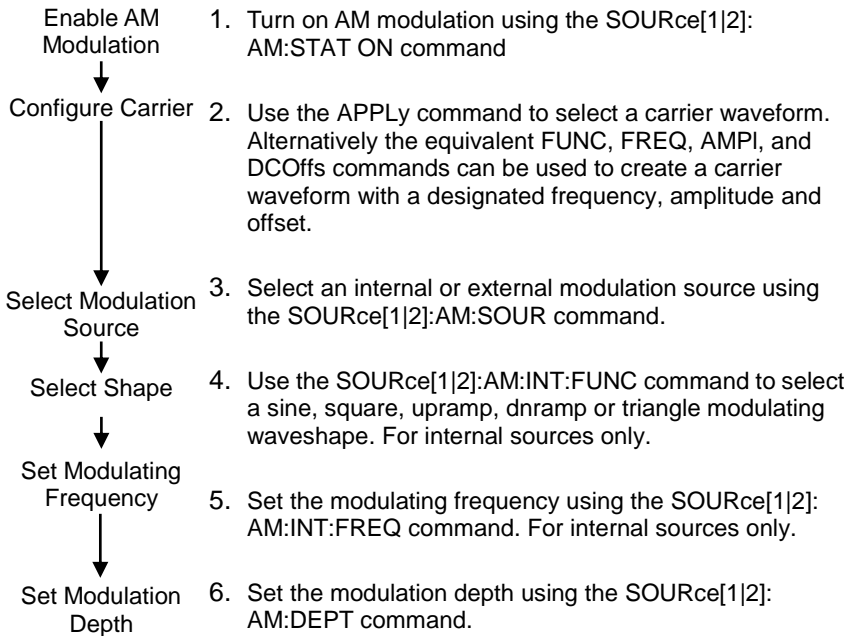 Enable AM
Modulation
1. Turn on AM modulation using the SOURce[1|2]:
AM:STAT ON command
Configure Carrier
2. Use the APPLy command to select a carrier waveform.
Alternatively the equivalent FUNC, FREQ, AMPl, and
DCOffs commands can be used to create a carrier
waveform with a designated frequency, amplitude and
offset.
Select Modulation
Source
3. Select an internal or external modulation source using
the SOURce[1|2]:AM:SOUR command.
Select Shape
4. Use the SOURce[1|2]:AM:INT:FUNC command to select
a sine, square, upramp, dnramp or triangle modulating
waveshape. For internal sources only.
Set Modulating
Frequency
5. Set the modulating frequency using the SOURce[1|2]:
AM:INT:FREQ command. For internal sources only.
Set Modulation
Depth
6. Set the modulation depth using the SOURce[1|2]:
AM:DEPT command.